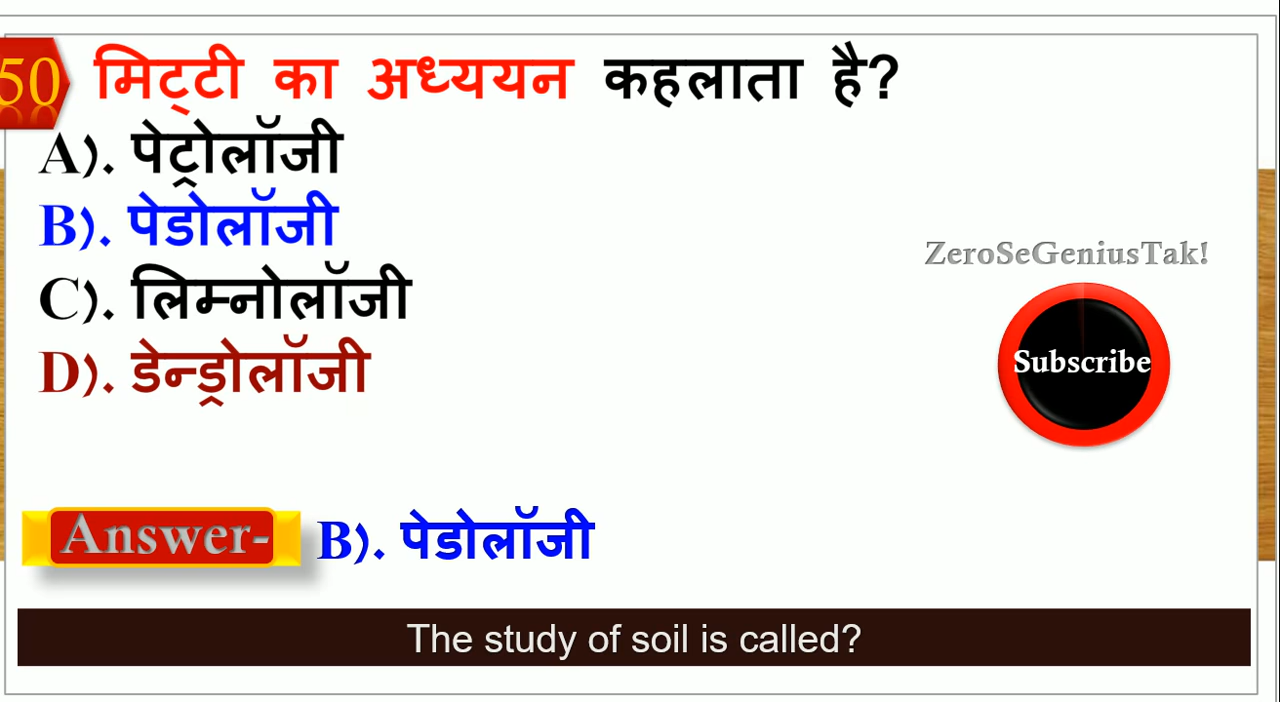 50 मिट्टी का अध्ययन कहलाता है?
A). पेट्रोलॉजी
B). पेडोलॉजी
C). लिम्नोलॉजी
D). डेन्ड्रोलॉजी
ZeroSeGeniusTak!
Subscribe
Answer- B). पेडोलॉजी
The study of soil is called?